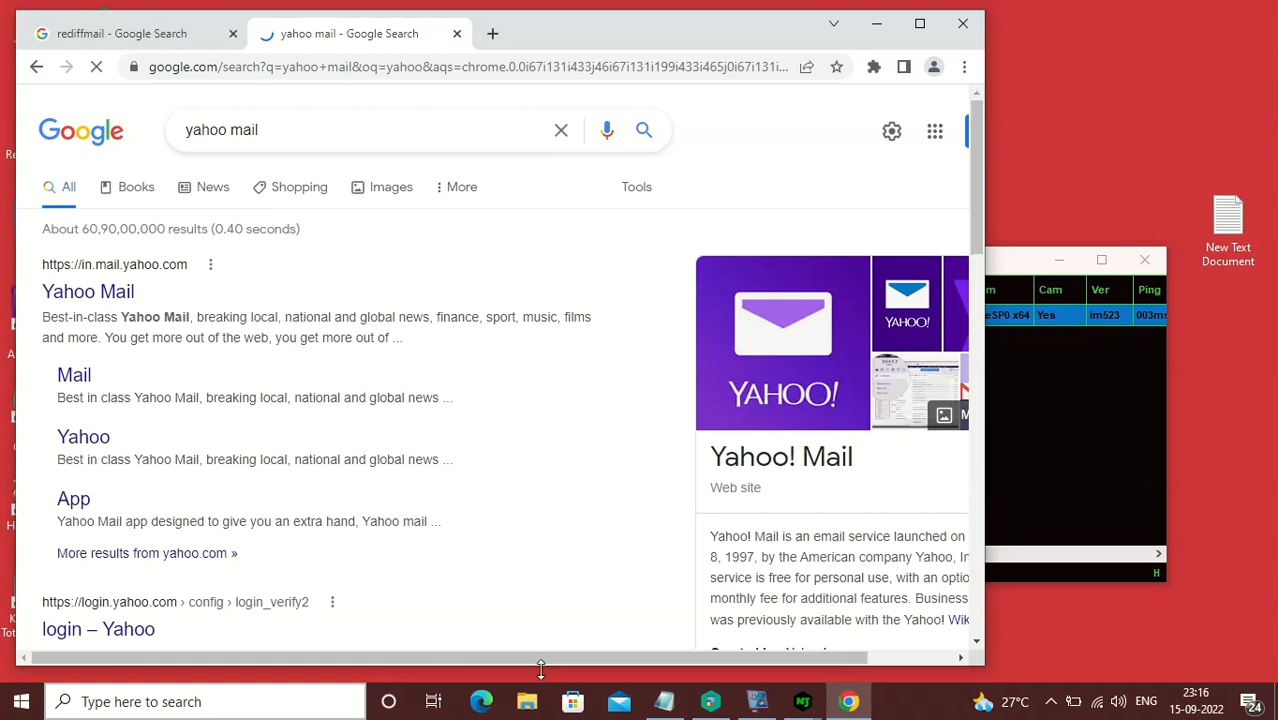 rediffmail - Google Search
yahoo mail - Google Search
google.com/search?q=yahoo+mail&oq=yahoo&aqs=chrome.0.0i67i131i433j46i67i131i199i433i465j0i67i131i...
Google
yahoo mail
All
Books
News
Shopping
Images
More
Tools
About 60,90,00,000 results (0.40 seconds)
https://in.mail.yahoo.com
Yahoo Mail
Best-in-class Yahoo Mail, breaking local, national and global news, finance, sport, music, films
and more. You get more out of the web, you get more out of ...
Mail
Best in class Yahoo Mail, breaking local, national and global news ...
Yahoo
Best in class Yahoo Mail, breaking local, national and global news ...
App
Yahoo Mail app designed to give you an extra hand, Yahoo mail ...
More results from yahoo.com »
https://login.yahoo.com › config › login_verify2
login – Yahoo
YAHOO!
YAHOO!
M
Yahoo! Mail
Web site
Yahoo! Mail is an email service launched on
8, 1997, by the American company Yahoo, In
service is free for personal use, with an optio
monthly fee for additional features. Business
was previously available with the Yahoo! Wik
New Text
Document
m Cam Ver Ping
eSP0 x64 Yes im523 003ms
H
Type here to search
NJ
27°C
ENG
23:16
15-09-2022
24